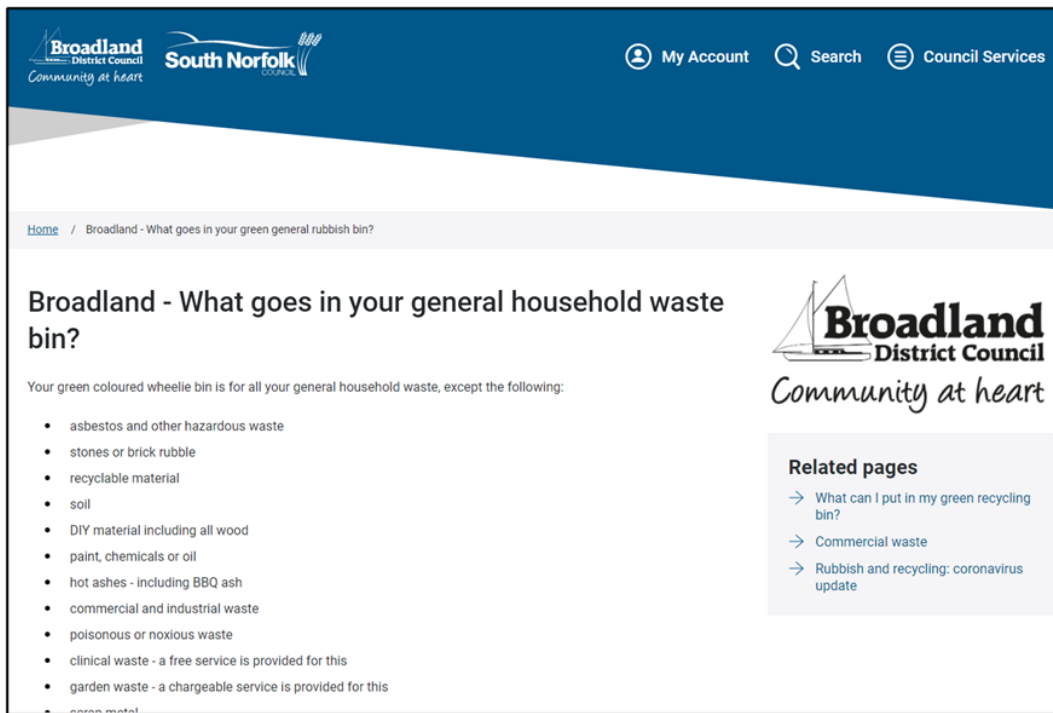 Broadland
District Council
Community at heart
South Norfolk
COUNCIL
My Account
Search
Council Services
Home / Broadland - What goes in your green general rubbish bin?
Broadland - What goes in your general household waste
bin?
Your green coloured wheelie bin is for all your general household waste, except the following:
• asbestos and other hazardous waste
• stones or brick rubble
• recyclable material
• soil
• DIY material including all wood
• paint, chemicals or oil
• hot ashes - including BBQ ash
• commercial and industrial waste
• poisonous or noxious waste
• clinical waste - a free service is provided for this
• garden waste - a chargeable service is provided for this
• scrap metal
Broadland
District Council
Community at heart
Related pages
→ What can I put in my green recycling
bin?
→ Commercial waste
→ Rubbish and recycling: coronavirus
update